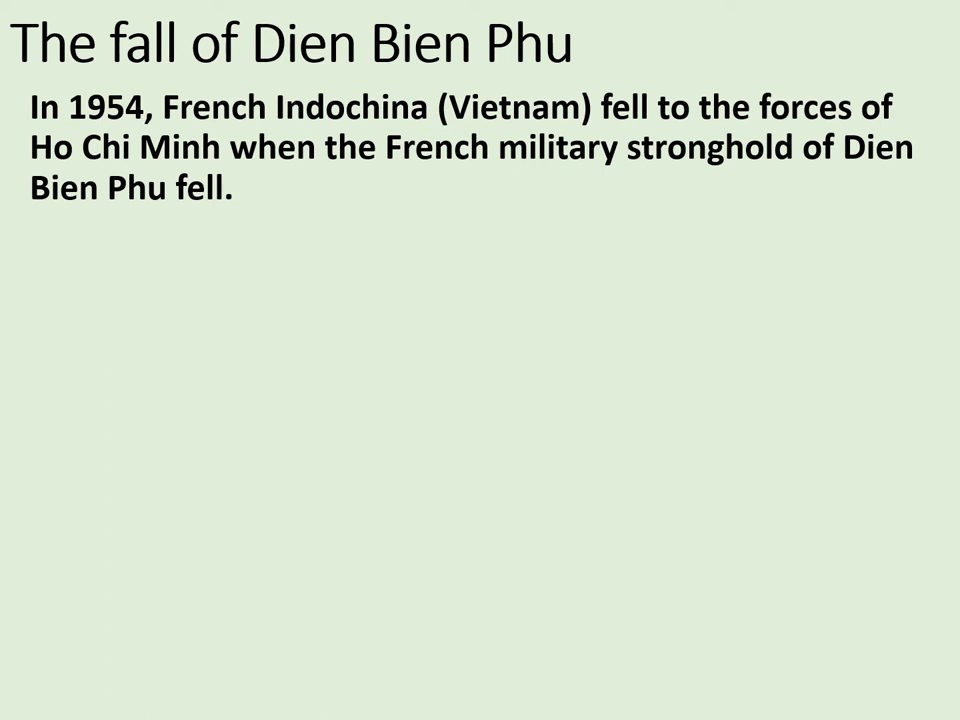 The fall of Dien Bien Phu
In 1954, French Indochina (Vietnam) fell to the forces of
Ho Chi Minh when the French military stronghold of Dien
Bien Phu fell.